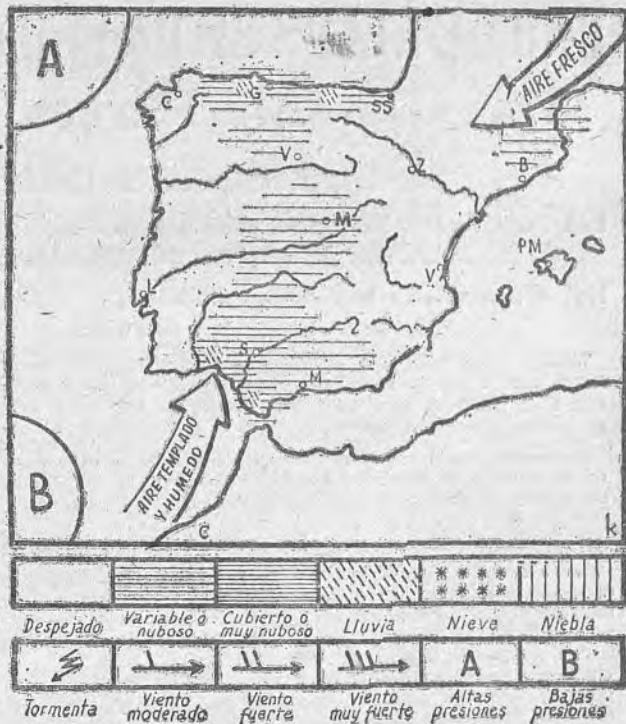 A
AIRE FRESCO
C
G
SS
V
Z
B
M
PM
V
L
S
M
B
AIRE TEMPLADO
Y HUMEDO
C
k
Despejado
Variable o
nuboso
Cubierto o
muy nuboso
Lluvia
Nieve
Niebla
A
B
Tormenta
Viento
moderado
Viento
fuerte
Viento
muy fuerte
Altas
presiones
Bajas
presiones